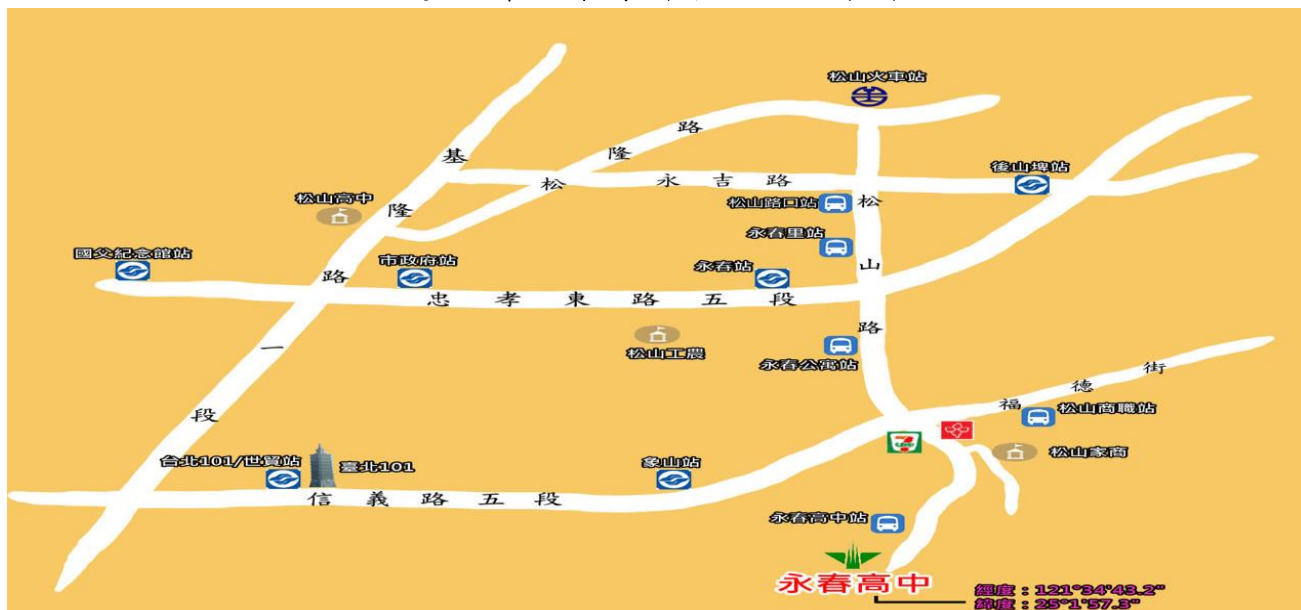 松山火車站
松隆路
基隆路一段
永吉路
後山埤站
松山高中
松山路口站
松山路
永春里站
國父紀念館站
市政府站
永春站
忠孝東路五段
松山工農
永春公寓站
福德街
松山商職站
台北101/世貿站
臺北101
象山站
松山家商
信義路五段
永春高中站
永春高中
經度：121°34'43.2"
緯度：25°1'57.3"